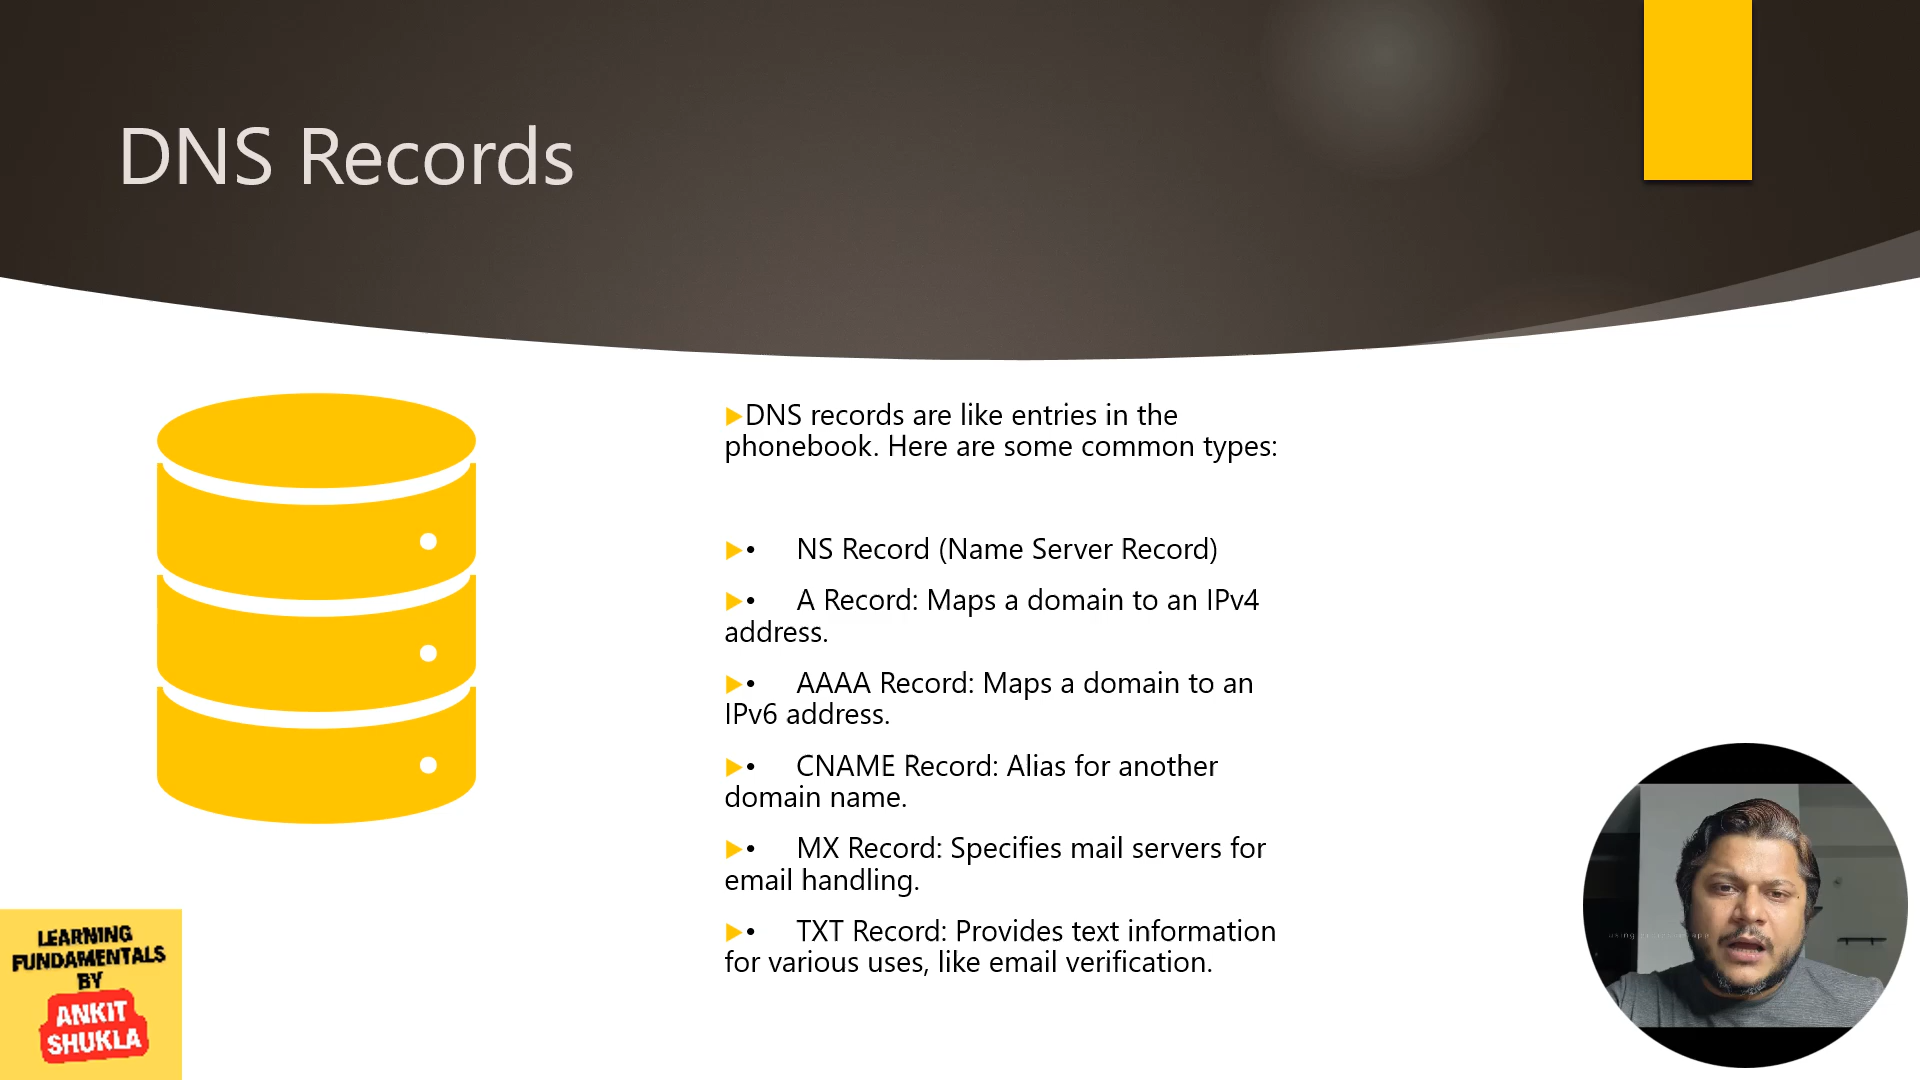 DNS Records
▶DNS records are like entries in the
phonebook. Here are some common types:
▶• NS Record (Name Server Record)
▶• A Record: Maps a domain to an IPv4
address.
▶• AAAA Record: Maps a domain to an
IPv6 address.
▶• CNAME Record: Alias for another
domain name.
▶• MX Record: Specifies mail servers for
email handling.
▶• TXT Record: Provides text information
for various uses, like email verification.
LEARNING
FUNDAMENTALS
BY
ANKIT
SHUKLA